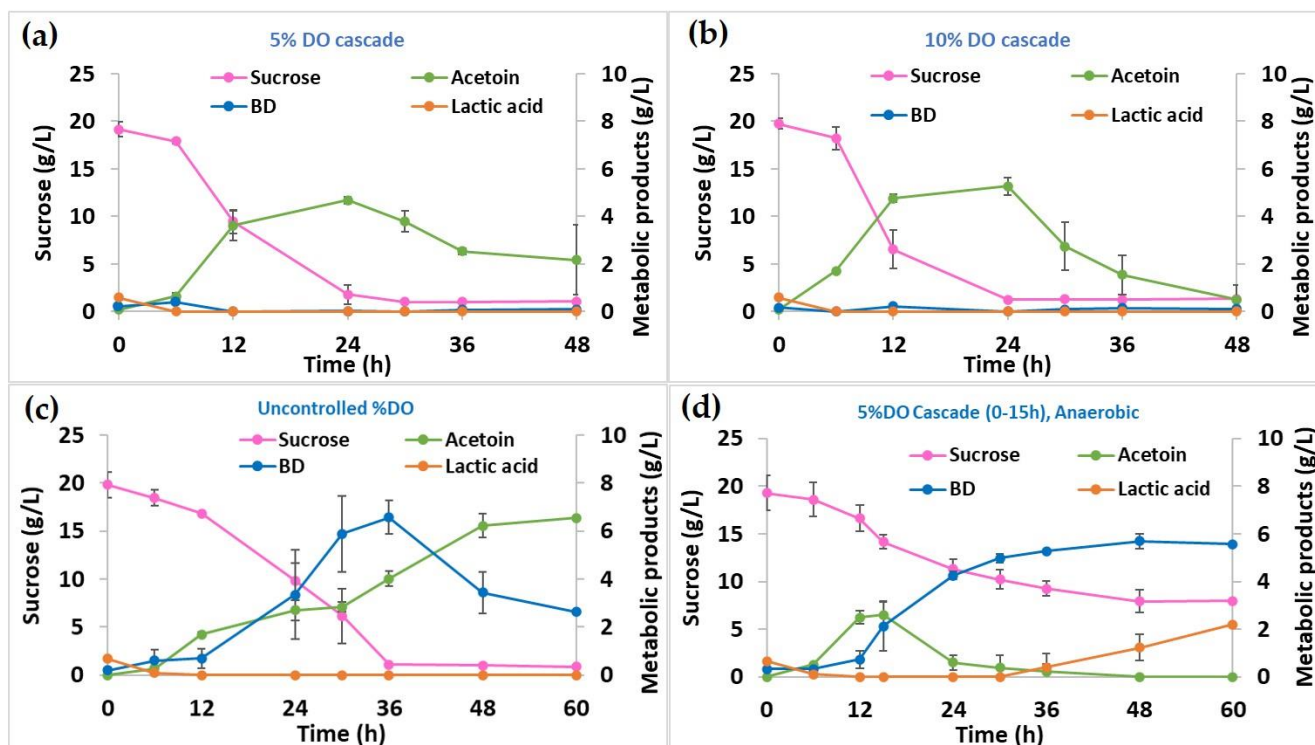 (a)
5% DO cascade
Sucrose
Acetoin
BD
Lactic acid
25
20
15
10
5
0
Sucrose (g/L)
10
8
6
4
2
0
Metabolic products (g/L)
0 12 24 36 48
Time (h)
(b)
10% DO cascade
Sucrose
Acetoin
BD
Lactic acid
25
20
15
10
5
0
Sucrose (g/L)
10
8
6
4
2
0
Metabolic products (g/L)
0 12 24 36 48
Time (h)
(c)
Uncontrolled %DO
Sucrose
Acetoin
BD
Lactic acid
25
20
15
10
5
0
Sucrose (g/L)
10
8
6
4
2
0
Metabolic products (g/L)
0 12 24 36 48 60
Time (h)
(d)
5%DO Cascade (0-15h), Anaerobic
Sucrose
Acetoin
BD
Lactic acid
25
20
15
10
5
0
Sucrose (g/L)
10
8
6
4
2
0
Metabolic products (g/L)
0 12 24 36 48 60
Time (h)